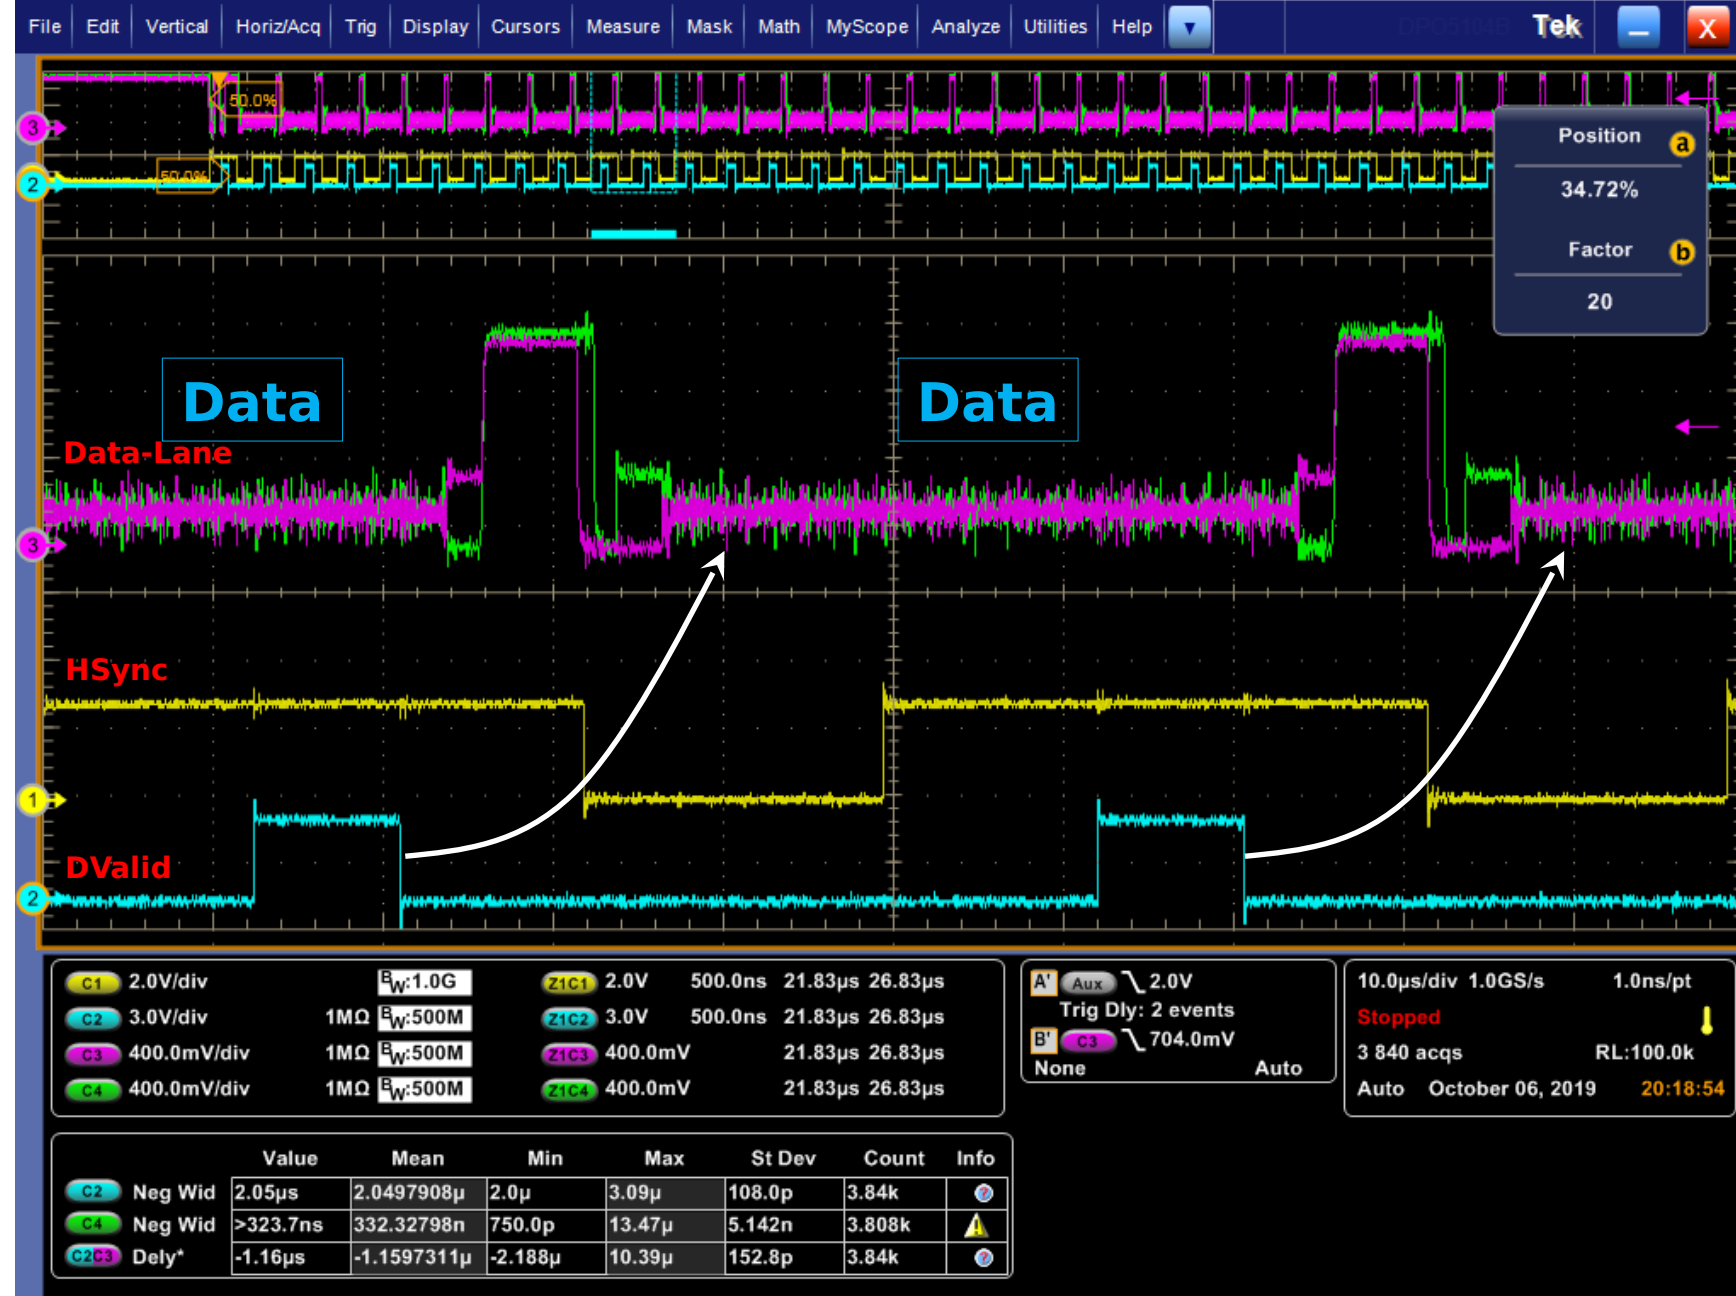 File Edit Vertical Horiz/Acq Trig Display Cursors Measure Mask Math MyScope Analyze Utilities Help Tek X
50.0%
3
50.0%
2
Position a
34.72%
Factor b
20
Data Data
Data-Lane
3
HSync
1
DValid
2
C1 2.0V/div BW:1.0G
C2 3.0V/div 1MΩ BW:500M
C3 400.0mV/div 1MΩ BW:500M
C4 400.0mV/div 1MΩ BW:500M
Z1C1 2.0V 500.0ns 21.83µs 26.83µs
Z1C2 3.0V 500.0ns 21.83µs 26.83µs
Z1C3 400.0mV 21.83µs 26.83µs
Z1C4 400.0mV 21.83µs 26.83µs
A' Aux 2.0V
Trig Dly: 2 events
B' C3 704.0mV
None Auto
10.0µs/div 1.0GS/s 1.0ns/pt
Stopped
3 840 acqs RL:100.0k
Auto October 06, 2019 20:18:54
Value Mean Min Max St Dev Count Info
C2 Neg Wid 2.05µs 2.0497908µ 2.0µ 3.09µ 108.0p 3.84k
C4 Neg Wid >323.7ns 332.32798n 750.0p 13.47µ 5.142n 3.808k
C2C3 Dely* -1.16µs -1.1597311µ -2.188µ 10.39µ 152.8p 3.84k